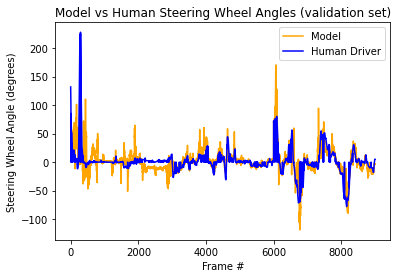 Model vs Human Steering Wheel Angles (validation set)
Model
Human Driver
Steering Wheel Angle (degrees)
200
150
100
50
0
−50
−100
0 2000 4000 6000 8000
Frame #